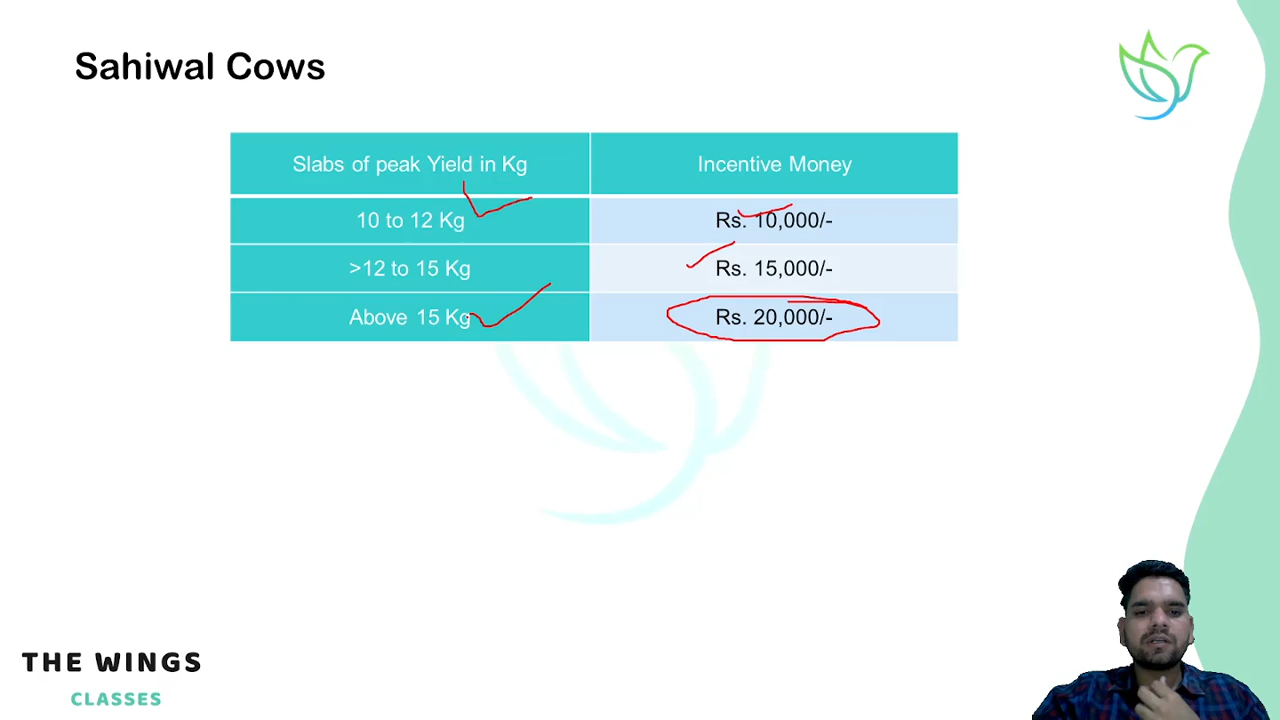 Sahiwal Cows
Slabs of peak Yield in Kg Incentive Money
10 to 12 Kg Rs. 10,000/-
>12 to 15 Kg Rs. 15,000/-
Above 15 Kg Rs. 20,000/-
THE WINGS
CLASSES